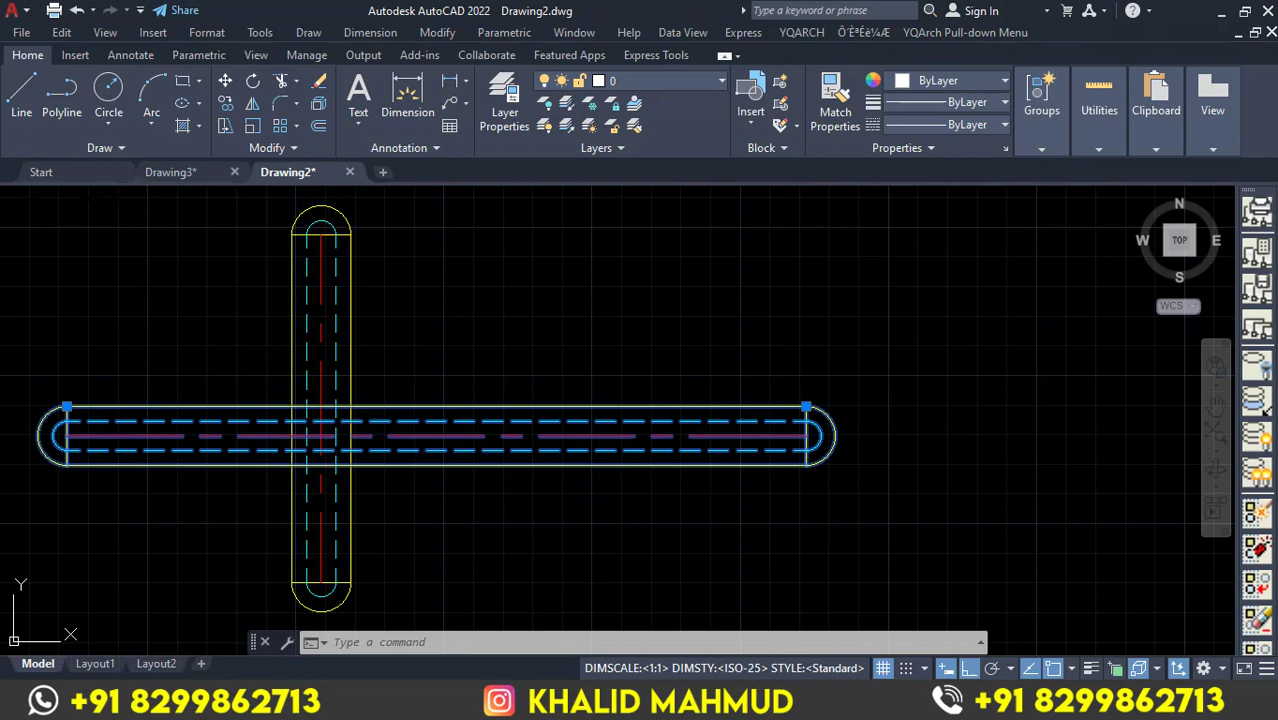 Share
Autodesk AutoCAD 2022 Drawing2.dwg
Type a keyword or phrase
Sign In
File Edit View Insert Format Tools Draw Dimension Modify Parametric Window Help Data View Express YQARCH Ô´È´ªÈë¼Æ YQArch Pull-down Menu
Home Insert Annotate Parametric View Manage Output Add-ins Collaborate Featured Apps Express Tools
0
ByLayer
Line Polyline Circle Arc
Text Dimension
Layer Properties
Insert
Match Properties
ByLayer
ByLayer
Groups Utilities Clipboard View
Draw Modify Annotation Layers Block Properties
Start Drawing3* Drawing2*
N
W TOP E
S
WCS
Y
X
Type a command
Model Layout1 Layout2
DIMSCALE:<1:1> DIMSTY:<ISO-25> STYLE:<Standard>
+91 8299862713 KHALID MAHMUD +91 8299862713